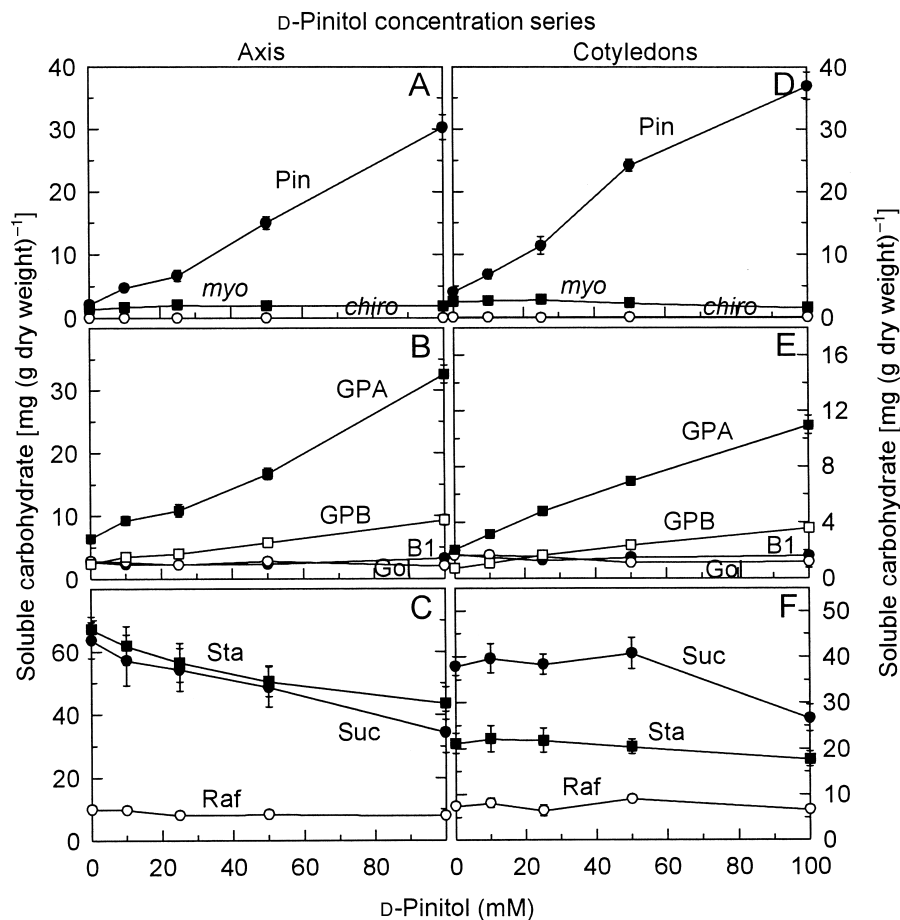 D-Pinitol concentration series
Axis
Cotyledons
Soluble carbohydrate [mg (g dry weight)⁻¹]
Soluble carbohydrate [mg (g dry weight)⁻¹]
40
30
20
10
0
A
Pin
myo
chiro
D
Pin
myo
chiro
40
30
20
10
0
30
20
10
0
B
GPA
GPB
B1
Gol
E
GPA
GPB
B1
Gol
16
12
8
4
0
60
40
20
0
C
Sta
Suc
Raf
F
Suc
Sta
Raf
50
40
30
20
10
0
0 20 40 60 80 0 20 40 60 80 100
D-Pinitol (mM)